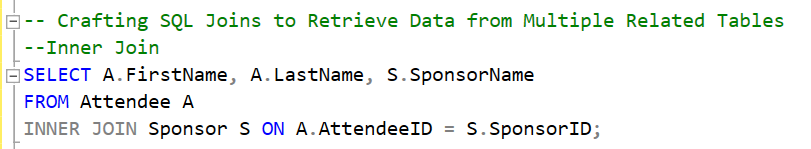 -- Crafting SQL Joins to Retrieve Data from Multiple Related Tables
--Inner Join
SELECT A.FirstName, A.LastName, S.SponsorName
FROM Attendee A
INNER JOIN Sponsor S ON A.AttendeeID = S.SponsorID;